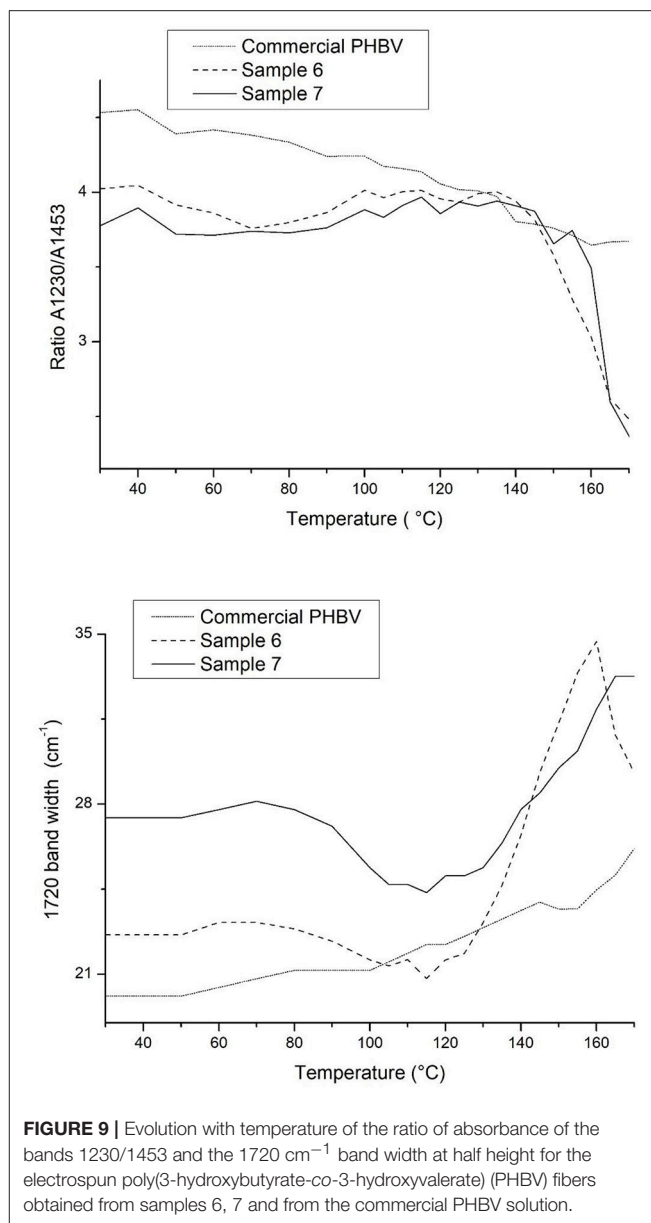 Commercial PHBV
Sample 6
Sample 7
Ratio A1230/A1453
4
3
40 60 80 100 120 140 160
Temperature ( °C)
Commercial PHBV
Sample 6
Sample 7
1720 band width (cm⁻¹)
35
28
21
40 60 80 100 120 140 160
Temperature (°C)
FIGURE 9 | Evolution with temperature of the ratio of absorbance of the
bands 1230/1453 and the 1720 cm⁻¹ band width at half height for the
electrospun poly(3-hydroxybutyrate-co-3-hydroxyvalerate) (PHBV) fibers
obtained from samples 6, 7 and from the commercial PHBV solution.